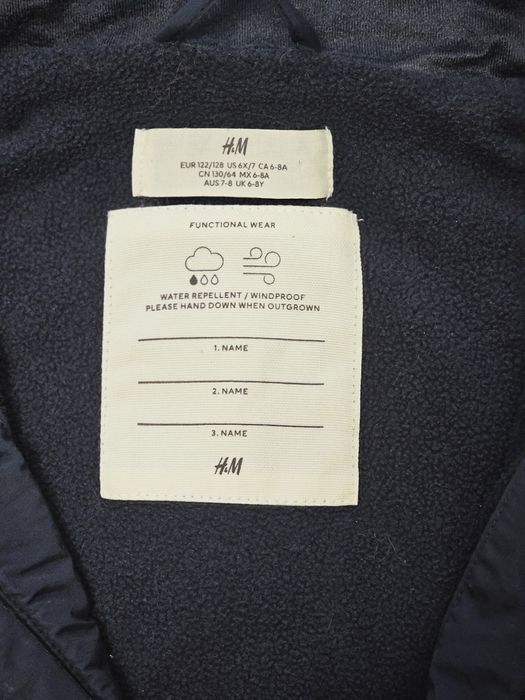 H&M
EUR 122/128 US 6X/7 CA 6-8A
CN 130/64 MX 6-8A
AUS 7-8 UK 6-8Y
FUNCTIONAL WEAR
WATER REPELLENT / WINDPROOF
PLEASE HAND DOWN WHEN OUTGROWN
1. NAME
2. NAME
3. NAME
H&M